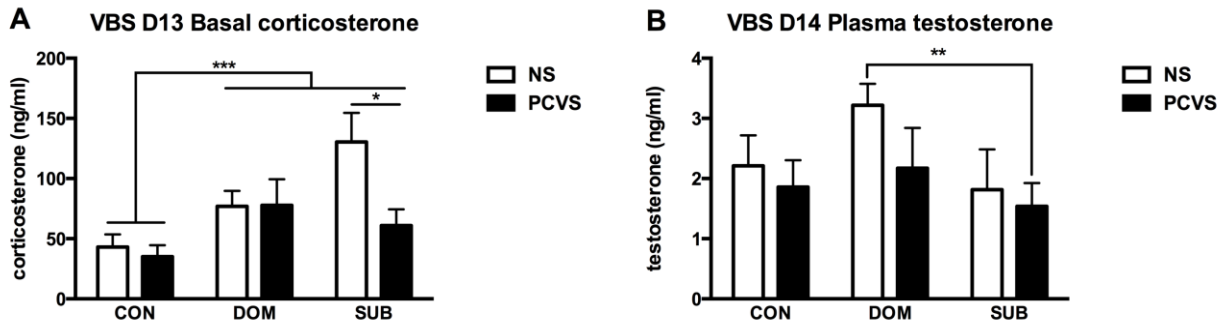 A
VBS D13 Basal corticosterone
corticosterone (ng/ml)
200
150
100
50
0
***
*
CON DOM SUB
NS
PCVS
B
VBS D14 Plasma testosterone
testosterone (ng/ml)
4
3
2
1
0
**
CON DOM SUB
NS
PCVS